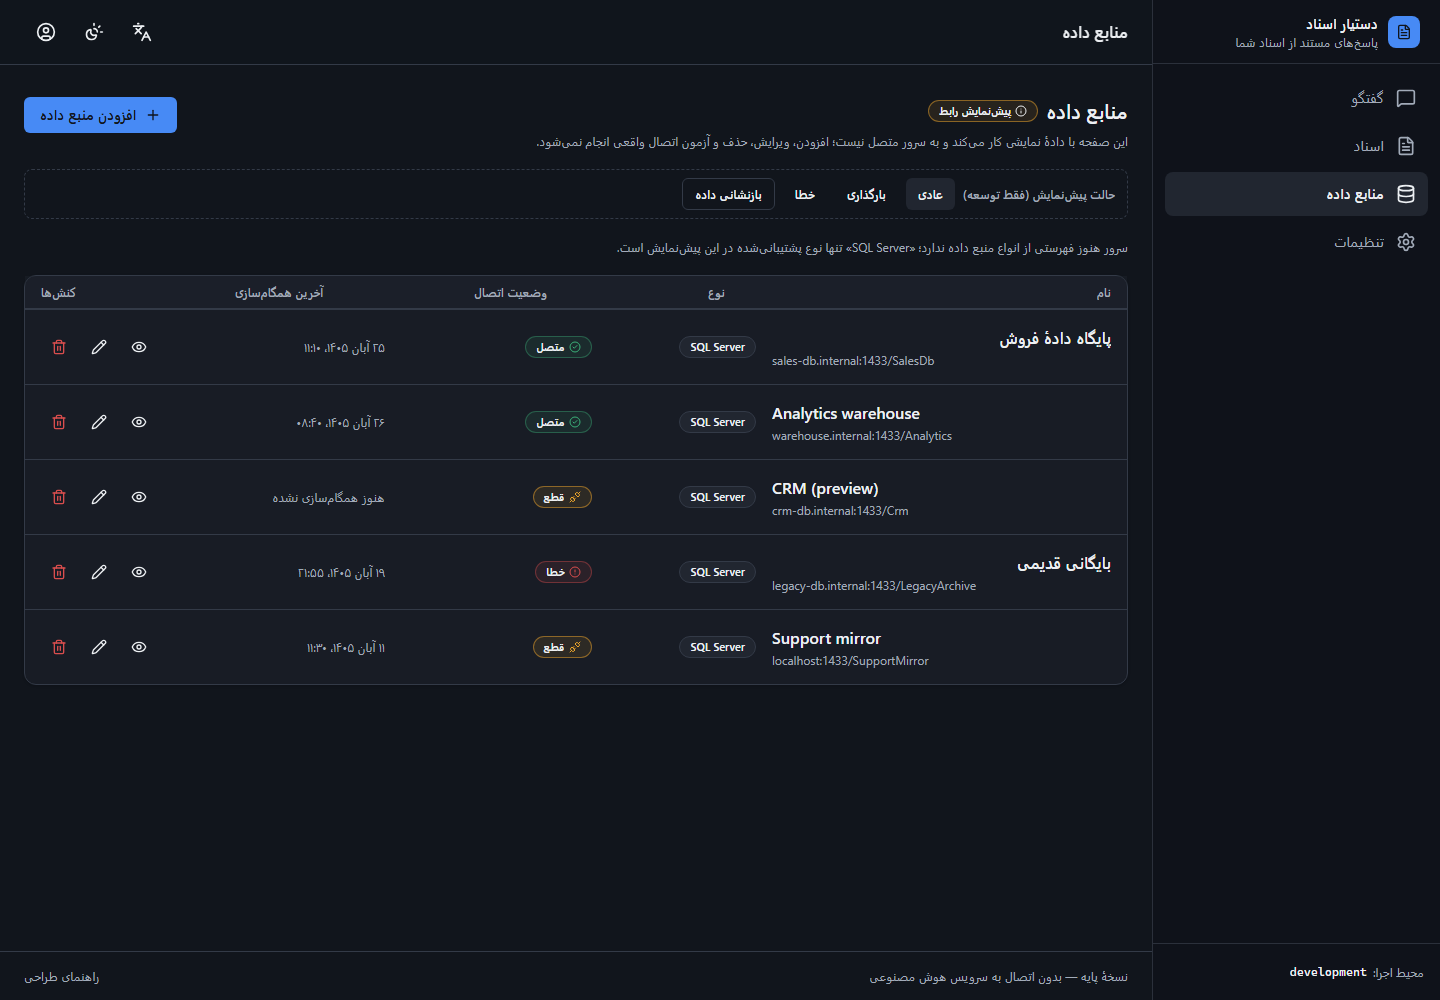 دستیار اسناد
پاسخ‌های مستند از اسناد شما
گفتگو
اسناد
منابع داده
تنظیمات
محیط اجرا: development
منابع داده
منابع داده
پیش‌نمایش رابط
افزودن منبع داده
این صفحه با دادهٔ نمایشی کار می‌کند و به سرور متصل نیست؛ افزودن، ویرایش، حذف و آزمون اتصال واقعی انجام نمی‌شود.
حالت پیش‌نمایش (فقط توسعه) عادی بارگذاری خطا بازنشانی داده
سرور هنوز فهرستی از انواع منبع داده ندارد؛ «SQL Server» تنها نوع پشتیبانی‌شده در این پیش‌نمایش است.
نام نوع وضعیت اتصال آخرین همگام‌سازی کنش‌ها
پایگاه دادهٔ فروش
sales-db.internal:1433/SalesDb
SQL Server متصل ۲۵ آبان ۱۴۰۵، ۱۱:۱۰
Analytics warehouse
warehouse.internal:1433/Analytics
SQL Server متصل ۲۶ آبان ۱۴۰۵، ۰۸:۴۰
CRM (preview)
crm-db.internal:1433/Crm
SQL Server قطع هنوز همگام‌سازی نشده
بایگانی قدیمی
legacy-db.internal:1433/LegacyArchive
SQL Server خطا ۱۹ آبان ۱۴۰۵، ۲۱:۵۵
Support mirror
localhost:1433/SupportMirror
SQL Server قطع ۱۱ آبان ۱۴۰۵، ۱۱:۳۰
نسخهٔ پایه — بدون اتصال به سرویس هوش مصنوعی
راهنمای طراحی